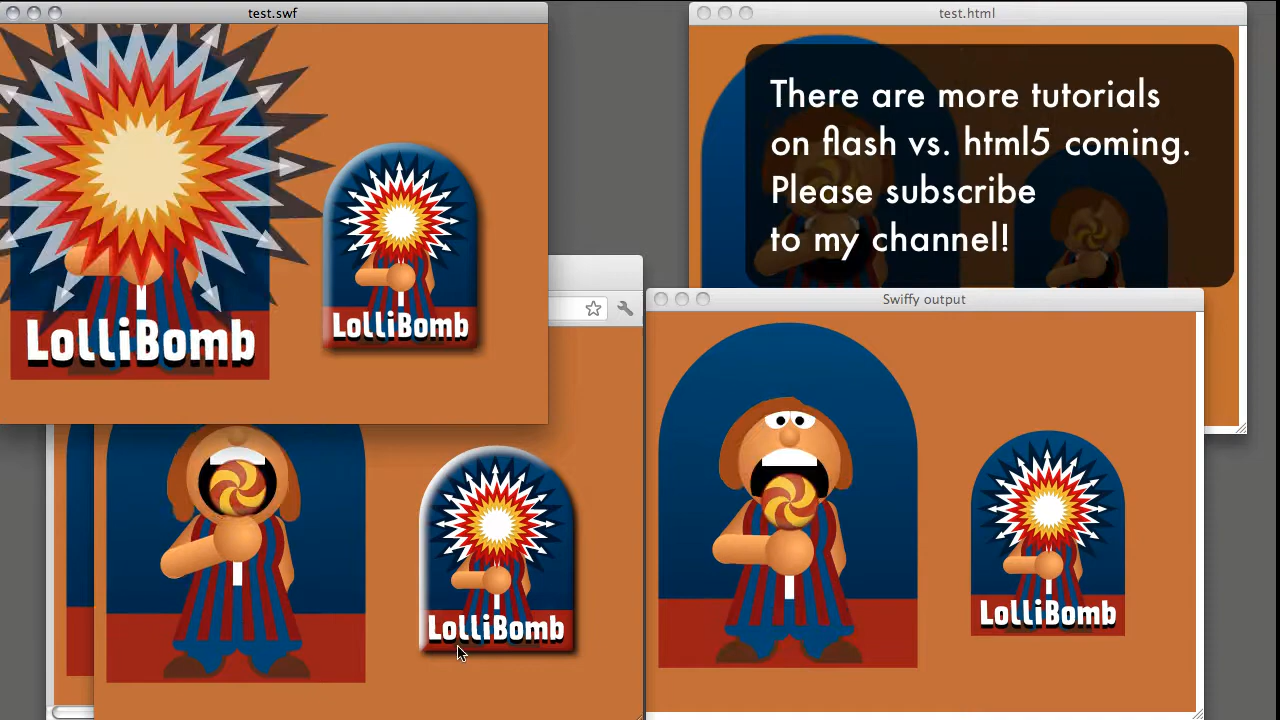 test.swf
test.html
There are more tutorials
on flash vs. html5 coming.
Please subscribe
to my channel!
Swiffy output
LolliBomb
LolliBomb
LolliBomb
LolliBomb